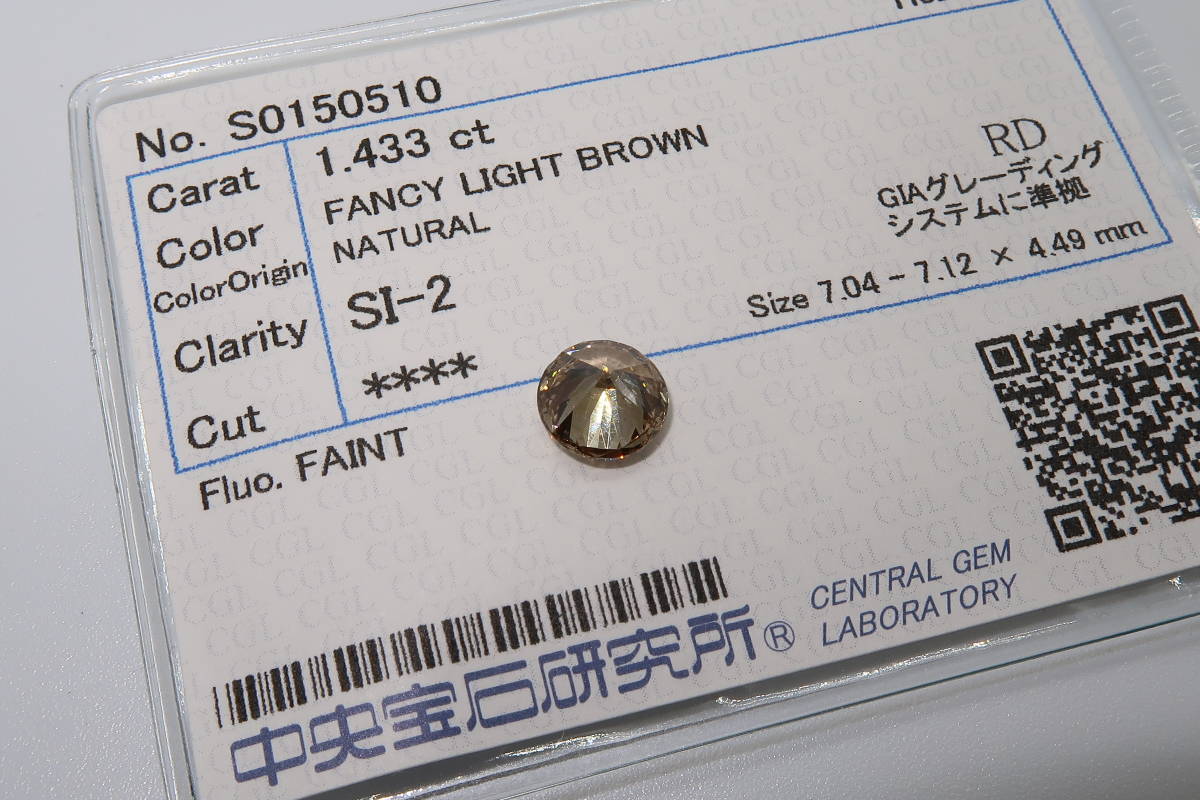 No. S0150510
Carat 1.433 ct
Color FANCY LIGHT BROWN
ColorOrigin NATURAL
Clarity SI-2
Cut ****
RD
GIAグレーディング
システムに準拠
Size 7.04 - 7.12 × 4.49 mm
Fluo. FAINT
CENTRAL GEM
LABORATORY
中央宝石研究所®